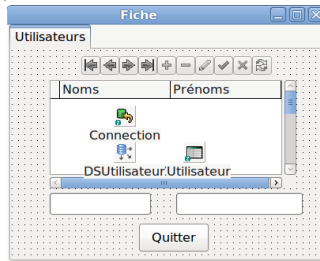 Fiche
Utilisateurs
Noms Prénoms
Connection
DSUtilisateur Utilisateur
Quitter